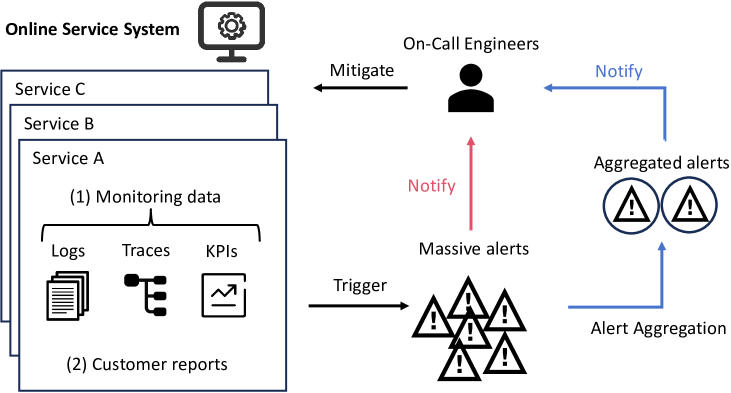 Online Service System
On-Call Engineers
Mitigate
Notify
Service C
Service B
Service A
(1) Monitoring data
Logs
Traces
KPIs
(2) Customer reports
Trigger
Notify
Massive alerts
Aggregated alerts
Alert Aggregation